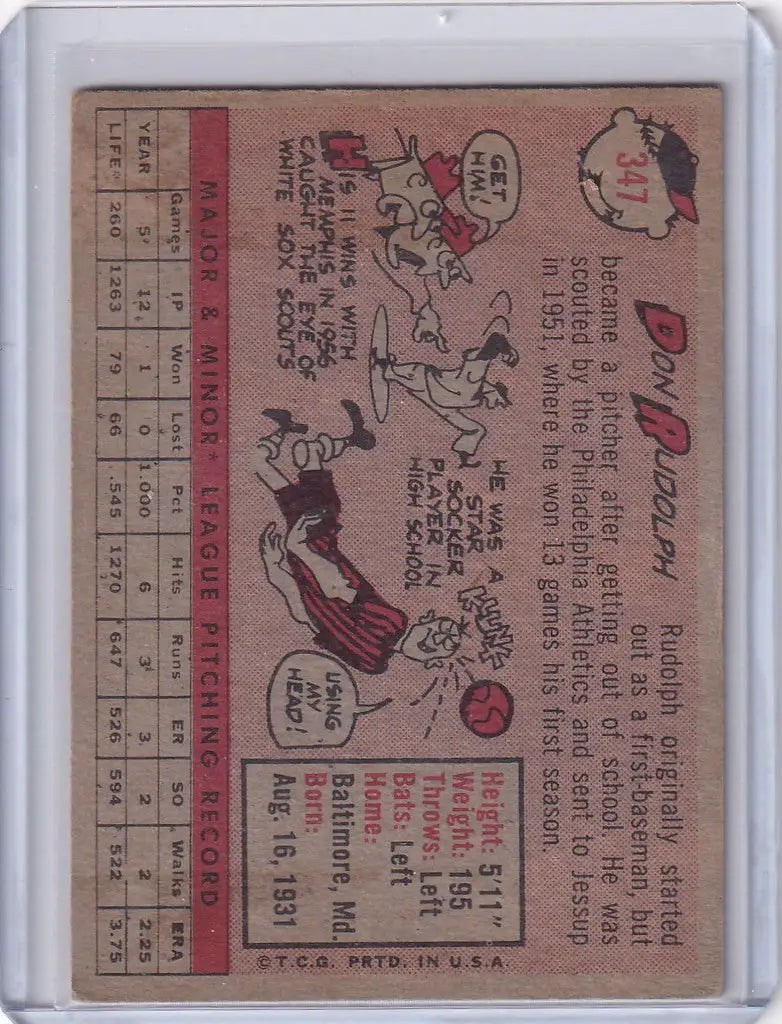 347
DON RUDOLPH
Rudolph originally started
out as a first-baseman, but
became a pitcher after getting out of school. He was
scouted by the Philadelphia Athletics and sent to Jessup
in 1951, where he won 13 games his first season.
GET
HIM!
HIS 11 WINS WITH
MEMPHIS IN 1956
CAUGHT THE EYE OF
WHITE SOX SCOUTS
HE WAS A
STAR
SOCKER
PLAYER IN
HIGH SCHOOL
KLUNK
USING
MY
HEAD!
Height: 5'11"
Weight: 195
Throws: Left
Bats: Left
Home:
Baltimore, Md.
Born:
Aug. 16, 1931
©T.C.G. PRTD. IN U.S.A.
MAJOR & MINOR* LEAGUE PITCHING RECORD
Games IP Won Lost Pct Hits Runs ER SO Walks ERA
YEAR 5 12 1 0 1.000 6 3 3 2 2 2.25
LIFE* 260 1263 79 66 .545 1270 647 526 594 522 3.75